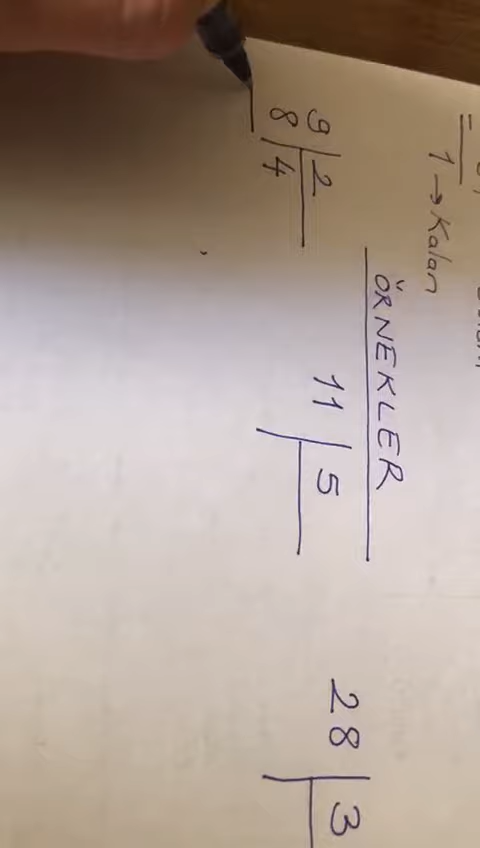 1 → Kalan
ÖRNEKLER
9 | 2
8 4
11 | 5
28 | 3